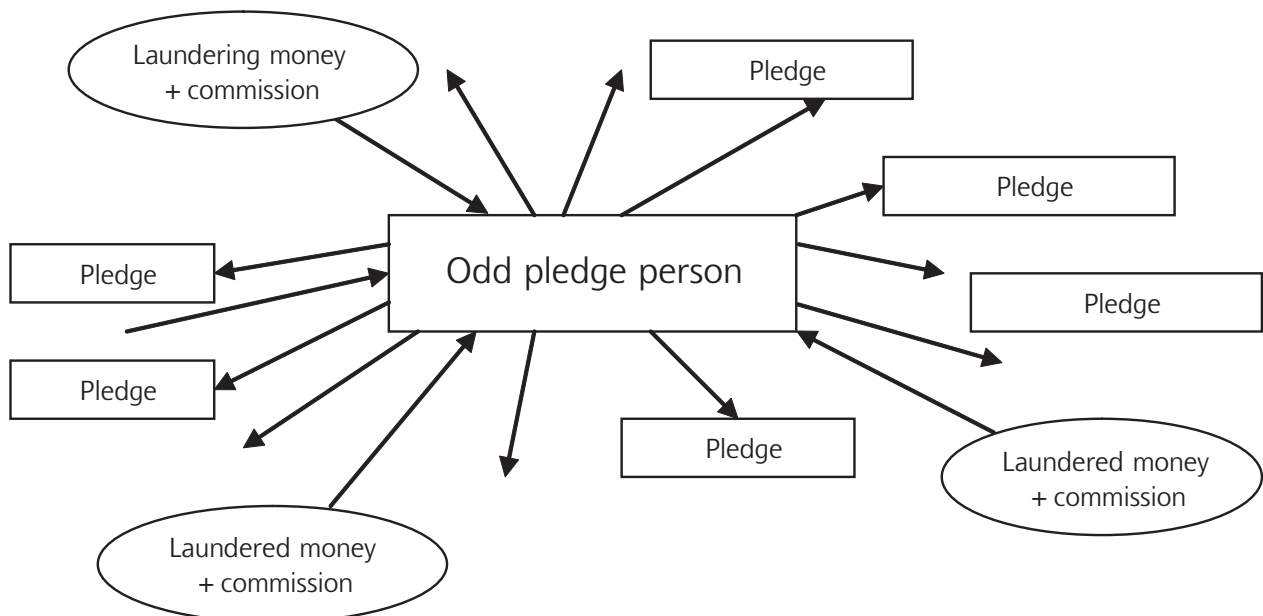 Laundering money
+ commission
Pledge
Pledge
Odd pledge person
Pledge
Pledge
Pledge
Pledge
Laundered money
+ commission
Laundered money
+ commission